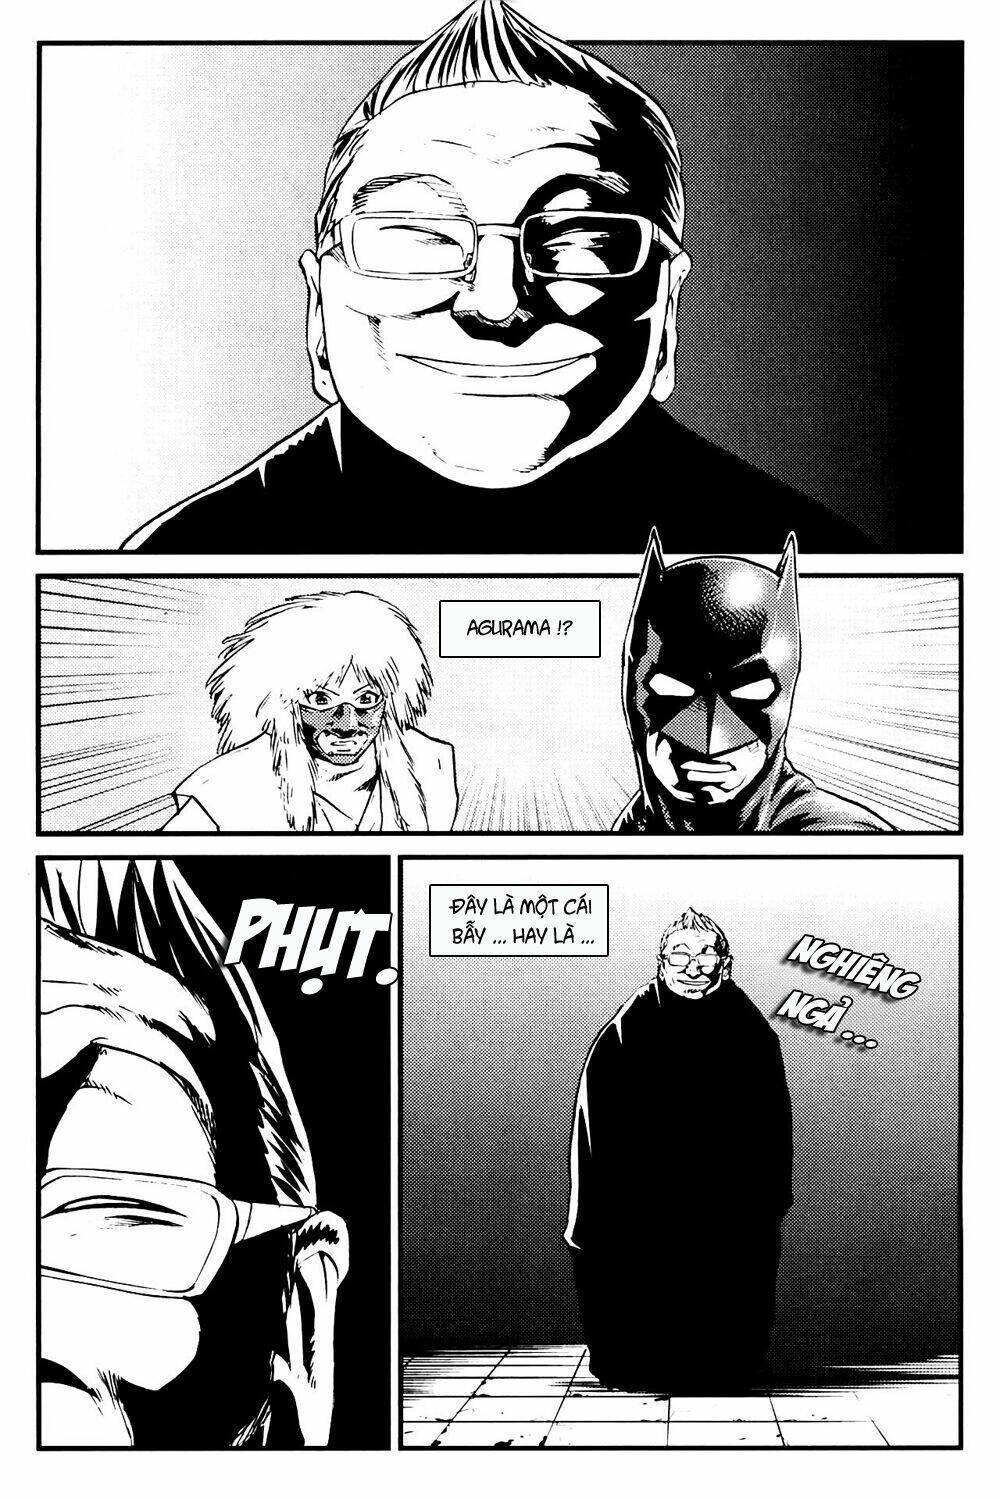 AGURAMA !?
PHỤT.
ĐÂY LÀ MỘT CÁI
BẪY ... HAY LÀ ...
NGHIÊNG
NGẢ ...